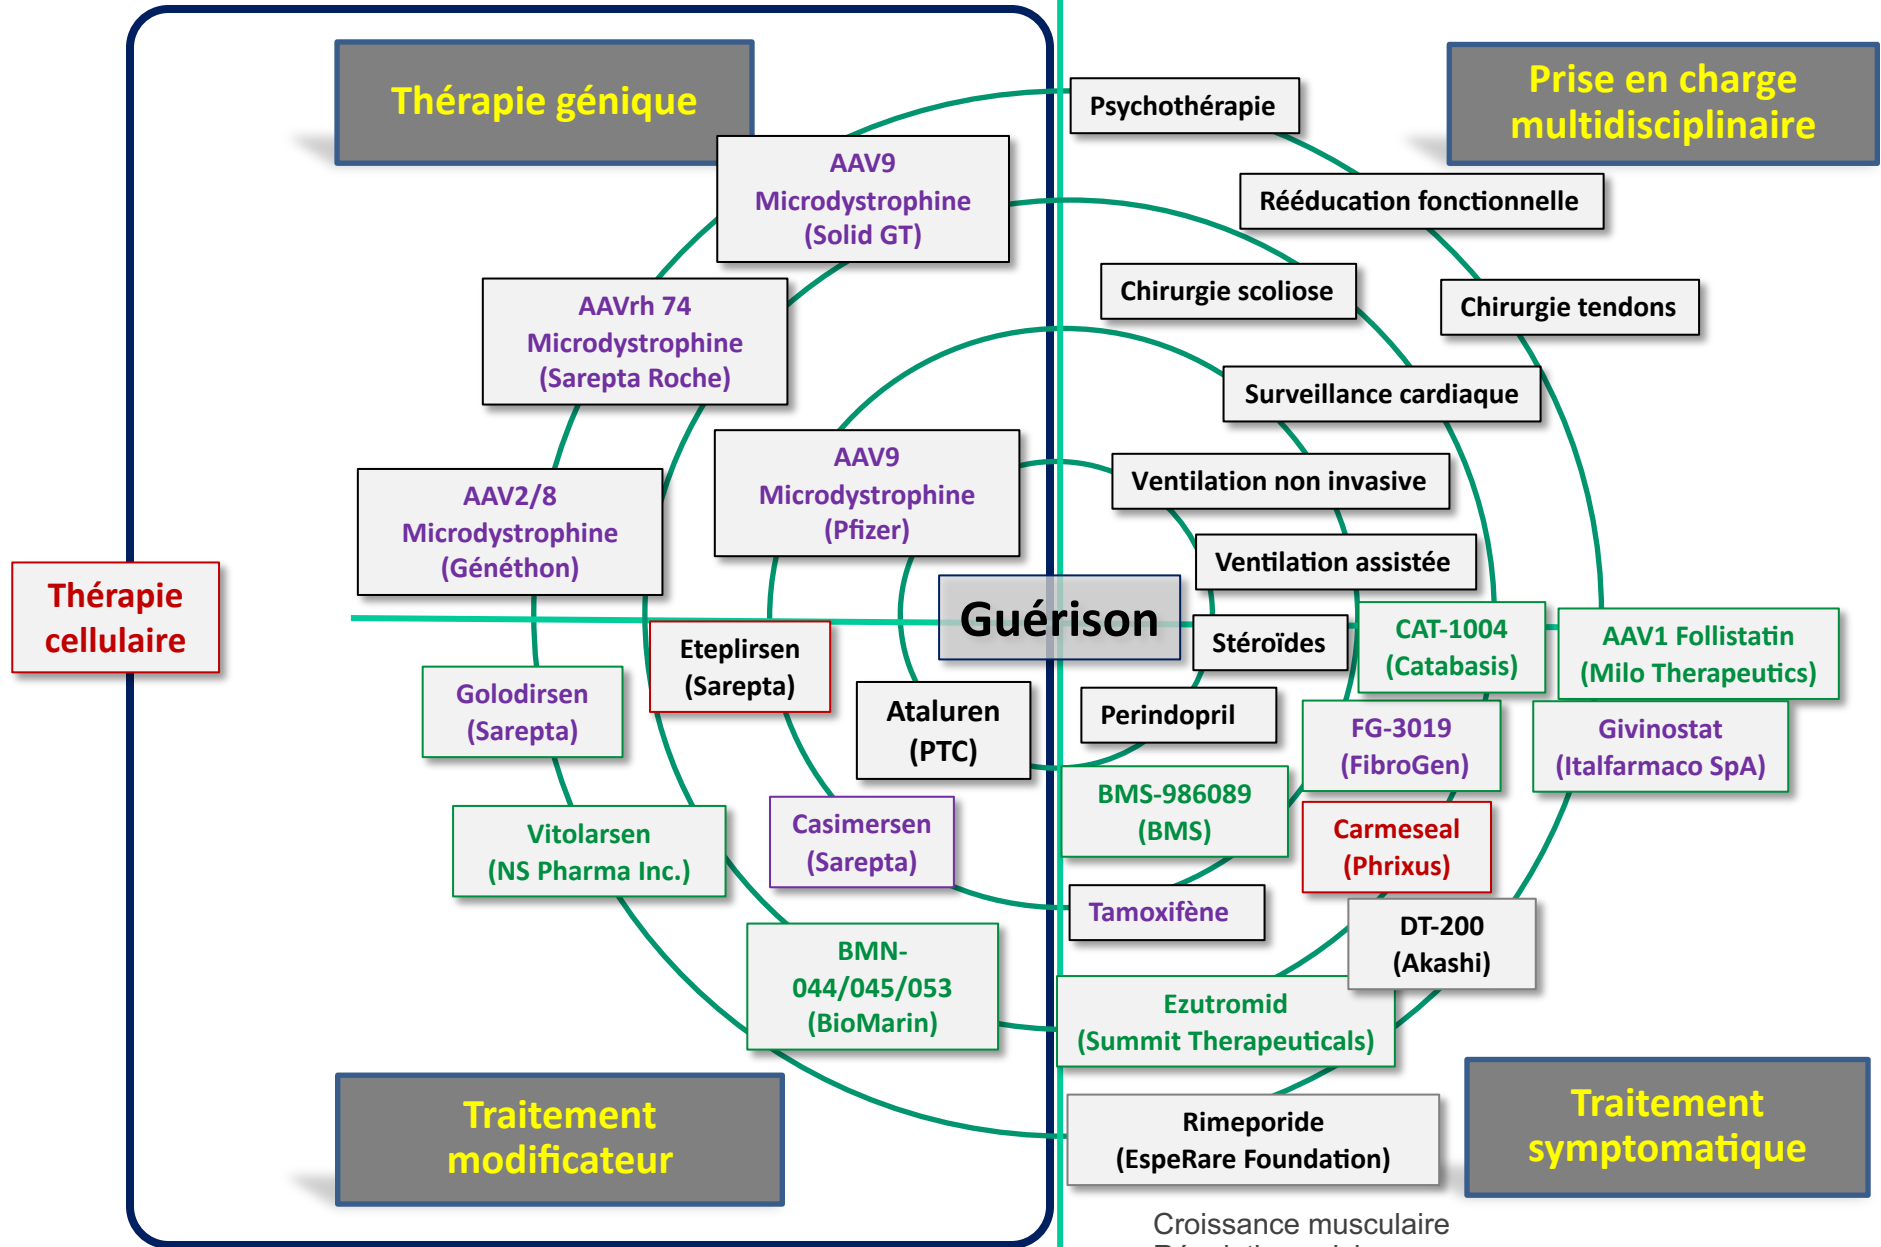 Thérapie génique
Prise en charge
multidisciplinaire
Psychothérapie
AAV9
Microdystrophine
(Solid GT)
Rééducation fonctionnelle
AAVrh 74
Microdystrophine
(Sarepta Roche)
Chirurgie scoliose
Chirurgie tendons
Surveillance cardiaque
AAV9
Microdystrophine
(Pfizer)
Ventilation non invasive
AAV2/8
Microdystrophine
(Généthon)
Ventilation assistée
Thérapie
cellulaire
Guérison
Stéroïdes
CAT-1004
(Catabasis)
AAV1 Follistatin
(Milo Therapeutics)
Eteplirsen
(Sarepta)
Golodirsen
(Sarepta)
Ataluren
(PTC)
Perindopril
FG-3019
(FibroGen)
Givinostat
(Italfarmaco SpA)
BMS-986089
(BMS)
Vitolarsen
(NS Pharma Inc.)
Casimersen
(Sarepta)
Carmeseal
(Phrixus)
Tamoxifène
DT-200
(Akashi)
BMN-
044/045/053
(BioMarin)
Ezutromid
(Summit Therapeuticals)
Traitement
modificateur
Rimeporide
(EspeRare Foundation)
Traitement
symptomatique
Croissance musculaire